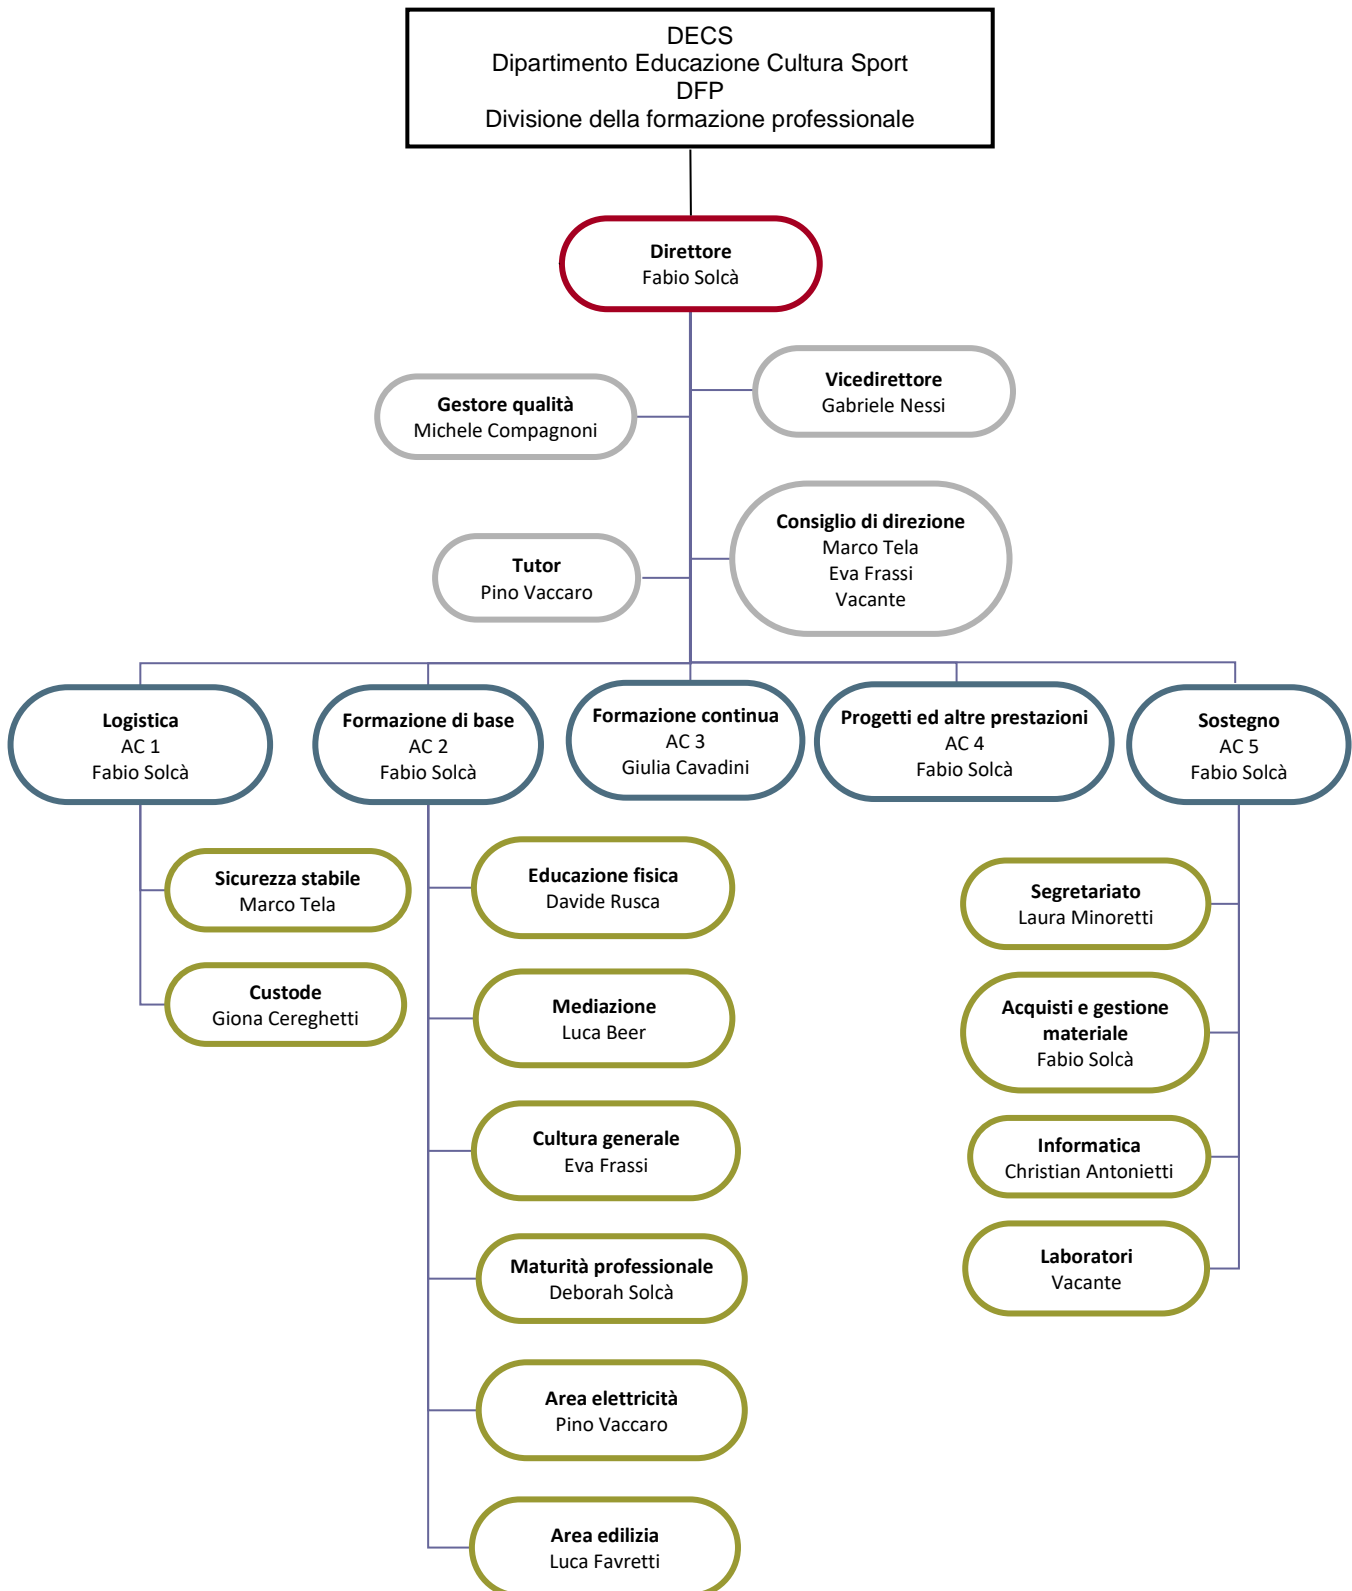 DECS
Dipartimento Educazione Cultura Sport
DFP
Divisione della formazione professionale
Direttore
Fabio Solcà
Vicedirettore
Gabriele Nessi
Gestore qualità
Michele Compagnoni
Consiglio di direzione
Marco Tela
Eva Frassi
Vacante
Tutor
Pino Vaccaro
Logistica
AC 1
Fabio Solcà
Formazione di base
AC 2
Fabio Solcà
Formazione continua
AC 3
Giulia Cavadini
Progetti ed altre prestazioni
AC 4
Fabio Solcà
Sostegno
AC 5
Fabio Solcà
Sicurezza stabile
Marco Tela
Custode
Giona Cereghetti
Educazione fisica
Davide Rusca
Mediazione
Luca Beer
Cultura generale
Eva Frassi
Maturità professionale
Deborah Solcà
Area elettricità
Pino Vaccaro
Area edilizia
Luca Favretti
Segretariato
Laura Minoretti
Acquisti e gestione
materiale
Fabio Solcà
Informatica
Christian Antonietti
Laboratori
Vacante